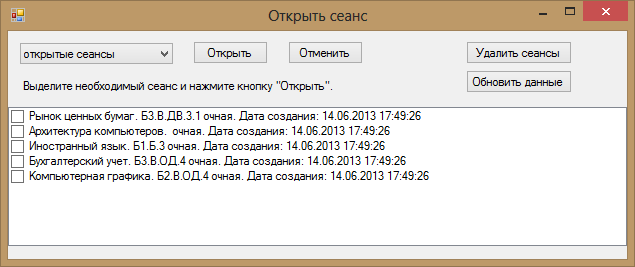 Открыть сеанс
открытые сеансы Открыть Отменить Удалить сеансы
Обновить данные
Выделите необходимый сеанс и нажмите кнопку "Открыть".
Рынок ценных бумаг. Б3.В.ДВ.3.1 очная. Дата создания: 14.06.2013 17:49:26
Архитектура компьютеров.  очная. Дата создания: 14.06.2013 17:49:26
Иностранный язык. Б1.Б.3 очная. Дата создания: 14.06.2013 17:49:26
Бухгалтерский учет. Б3.В.ОД.4 очная. Дата создания: 14.06.2013 17:49:26
Компьютерная графика. Б2.В.ОД.4 очная. Дата создания: 14.06.2013 17:49:26